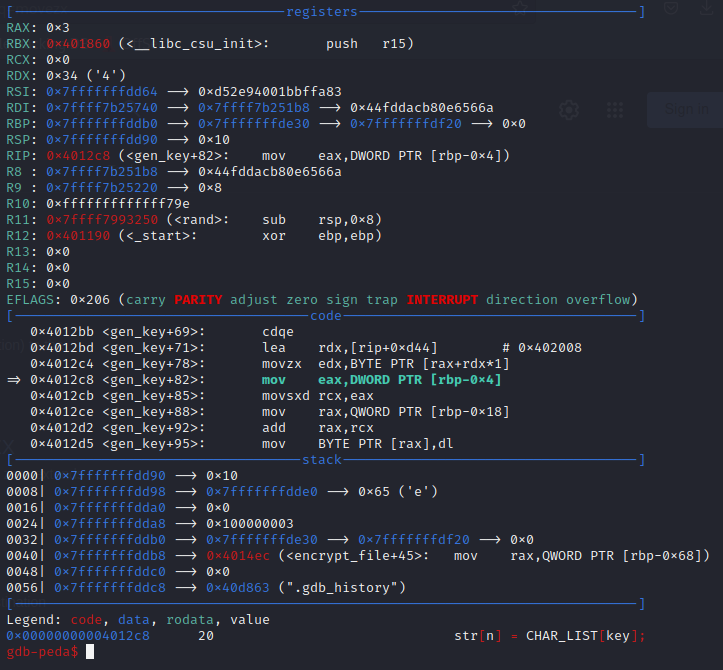 [ registers ]
RAX: 0x3
RBX: 0x401860 (<__libc_csu_init>: push r15)
RCX: 0x0
RDX: 0x34 ('4')
RSI: 0x7fffffffdd64 --> 0xd52e94001bbffa83
RDI: 0x7ffff7b25740 --> 0x7ffff7b251b8 --> 0x44fddacb80e6566a
RBP: 0x7fffffffddb0 --> 0x7fffffffde30 --> 0x7fffffffdf20 --> 0x0
RSP: 0x7fffffffdd90 --> 0x10
RIP: 0x4012c8 (<gen_key+82>: mov eax,DWORD PTR [rbp-0x4])
R8 : 0x7ffff7b251b8 --> 0x44fddacb80e6566a
R9 : 0x7ffff7b25220 --> 0x8
R10: 0xfffffffffffff79e
R11: 0x7ffff7993250 (<rand>: sub rsp,0x8)
R12: 0x401190 (<_start>: xor ebp,ebp)
R13: 0x0
R14: 0x0
R15: 0x0
EFLAGS: 0x206 (carry PARITY adjust zero sign trap INTERRUPT direction overflow)
[ code ]
0x4012bb <gen_key+69>: cdqe
0x4012bd <gen_key+71>: lea rdx,[rip+0xd44] # 0x402008
0x4012c4 <gen_key+78>: movzx edx,BYTE PTR [rax+rdx*1]
=> 0x4012c8 <gen_key+82>: mov eax,DWORD PTR [rbp-0x4]
0x4012cb <gen_key+85>: movsxd rcx,eax
0x4012ce <gen_key+88>: mov rax,QWORD PTR [rbp-0x18]
0x4012d2 <gen_key+92>: add rax,rcx
0x4012d5 <gen_key+95>: mov BYTE PTR [rax],dl
[ stack ]
0000| 0x7fffffffdd90 --> 0x10
0008| 0x7fffffffdd98 --> 0x7fffffffdde0 --> 0x65 ('e')
0016| 0x7fffffffdda0 --> 0x0
0024| 0x7fffffffdda8 --> 0x100000003
0032| 0x7fffffffddb0 --> 0x7fffffffde30 --> 0x7fffffffdf20 --> 0x0
0040| 0x7fffffffddb8 --> 0x4014ec (<encrypt_file+45>: mov rax,QWORD PTR [rbp-0x68])
0048| 0x7fffffffddc0 --> 0x0
0056| 0x7fffffffddc8 --> 0x40d863 (".gdb_history")
[ ]
Legend: code, data, rodata, value
0x00000000004012c8 20 str[n] = CHAR_LIST[key];
gdb-peda$